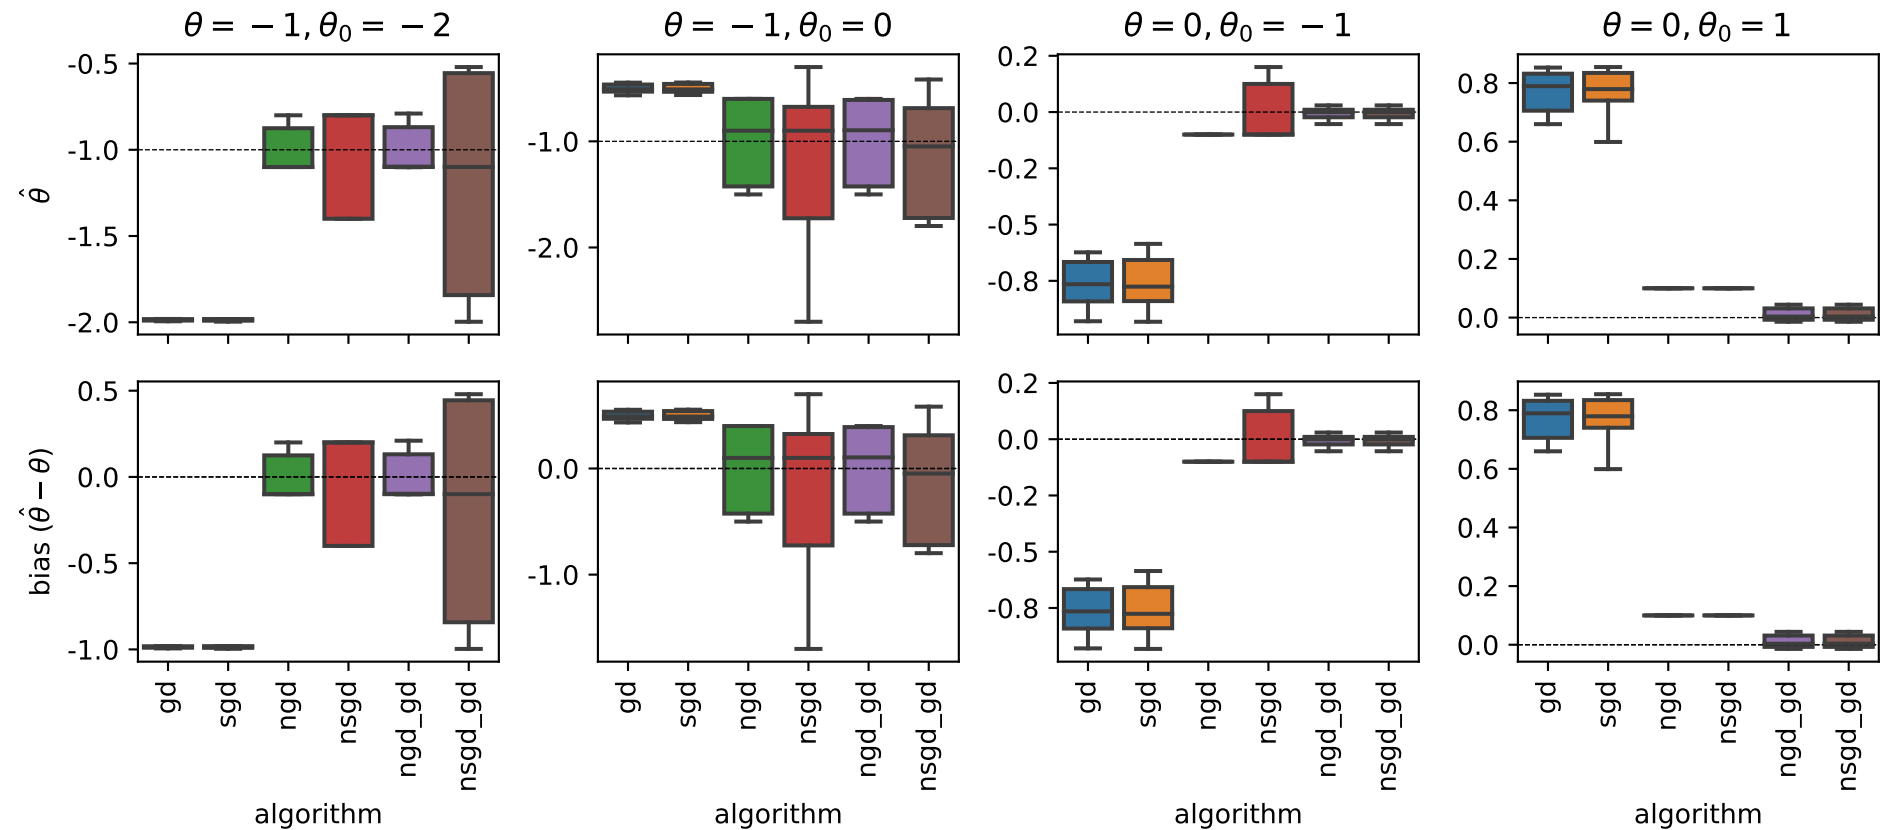 θ = −1, θ₀ = −2
θ = −1, θ₀ = 0
θ = 0, θ₀ = −1
θ = 0, θ₀ = 1
θ̂
-0.5
-1.0
-1.5
-2.0
-1.0
-2.0
0.2
0.0
-0.2
-0.5
-0.8
0.8
0.6
0.4
0.2
0.0
bias (θ̂ − θ)
0.5
0.0
-0.5
-1.0
0.0
-1.0
0.2
0.0
-0.2
-0.5
-0.8
0.8
0.6
0.4
0.2
0.0
gd
sgd
ngd
nsgd
ngd_gd
nsgd_gd
gd
sgd
ngd
nsgd
ngd_gd
nsgd_gd
gd
sgd
ngd
nsgd
ngd_gd
nsgd_gd
gd
sgd
ngd
nsgd
ngd_gd
nsgd_gd
algorithm
algorithm
algorithm
algorithm